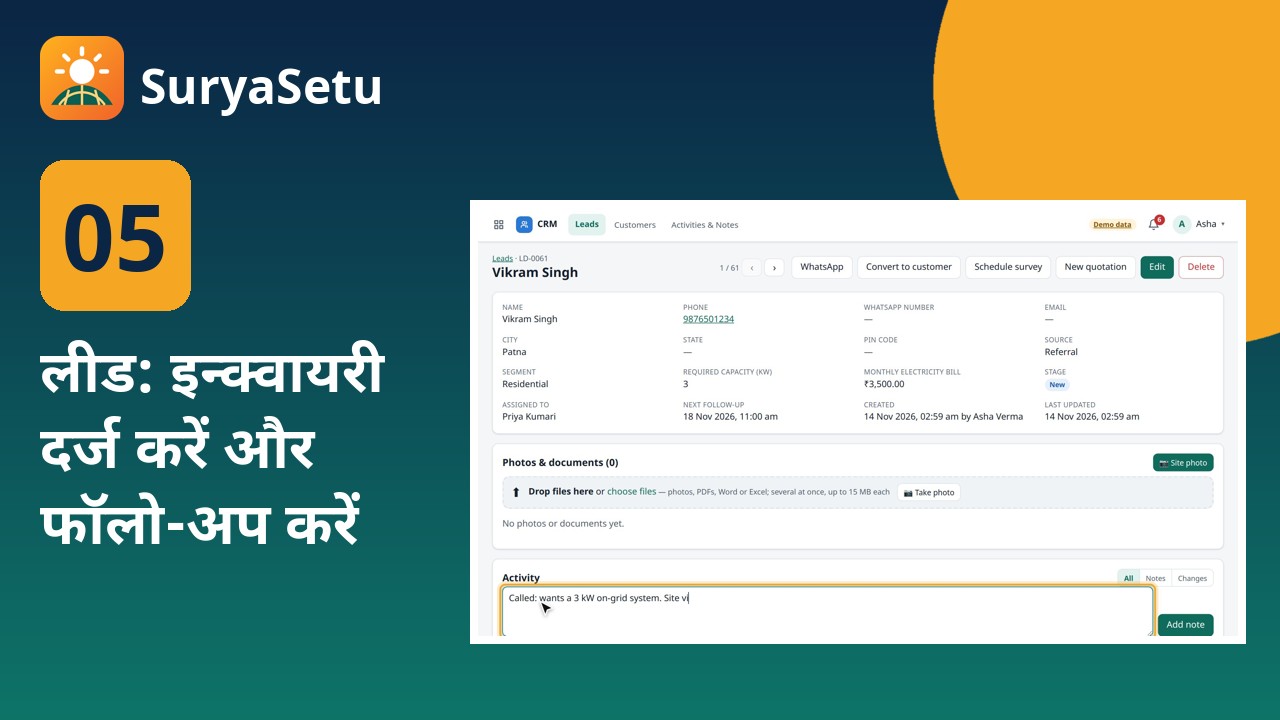 SuryaSetu
05
लीड: इन्क्वायरी
दर्ज करें और
फॉलो-अप करें
CRM Leads Customers Activities & Notes Demo data 6 A Asha
Leads · LD-0061
Vikram Singh
1 / 61 ‹ › WhatsApp Convert to customer Schedule survey New quotation Edit Delete
NAME PHONE WHATSAPP NUMBER EMAIL
Vikram Singh 9876501234 — —
CITY STATE PIN CODE SOURCE
Patna — — Referral
SEGMENT REQUIRED CAPACITY (KW) MONTHLY ELECTRICITY BILL STAGE
Residential 3 ₹3,500.00 New
ASSIGNED TO NEXT FOLLOW-UP CREATED LAST UPDATED
Priya Kumari 18 Nov 2026, 11:00 am 14 Nov 2026, 02:59 am by Asha Verma 14 Nov 2026, 02:59 am
Photos & documents (0) Site photo
Drop files here or choose files — photos, PDFs, Word or Excel; several at once, up to 15 MB each Take photo
No photos or documents yet.
Activity All Notes Changes
Called: wants a 3 kW on-grid system. Site vi
Add note